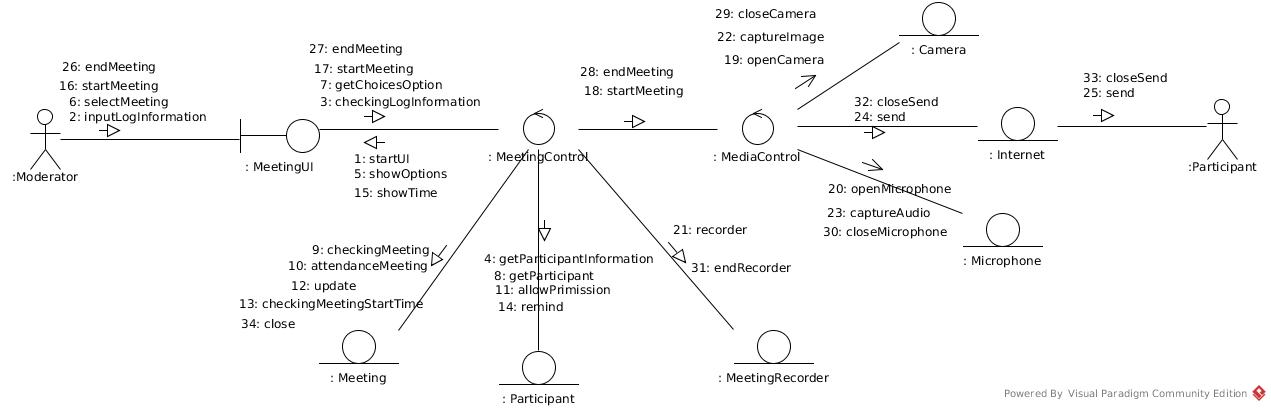 29: closeCamera
22: captureImage
19: openCamera
: Camera
27: endMeeting
17: startMeeting
7: getChoicesOption
3: checkingLogInformation
26: endMeeting
16: startMeeting
6: selectMeeting
2: inputLogInformation
28: endMeeting
18: startMeeting
32: closeSend
24: send
33: closeSend
25: send
:Moderator
: MeetingUI
: MeetingControl
: MediaControl
: Internet
:Participant
1: startUI
5: showOptions
15: showTime
20: openMicrophone
23: captureAudio
30: closeMicrophone
: Microphone
9: checkingMeeting
10: attendanceMeeting
12: update
13: checkingMeetingStartTime
34: close
4: getParticipantInformation
8: getParticipant
11: allowPrimission
14: remind
21: recorder
31: endRecorder
: Meeting
: Participant
: MeetingRecorder
Powered By Visual Paradigm Community Edition